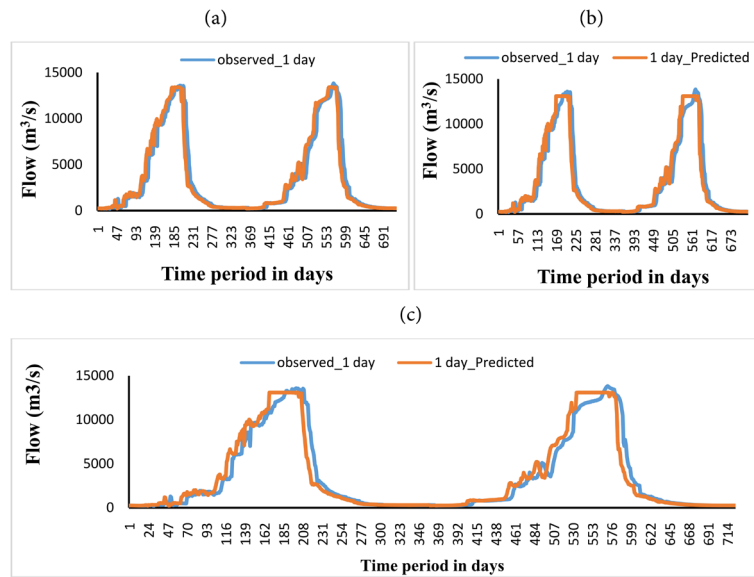 (a)
observed_1 day
15000
10000
5000
0
Flow (m³/s)
1 47 93 139 185 231 277 323 369 415 461 507 553 599 645 691
Time period in days
(b)
observed_1 day 1 day_Predicted
15000
10000
5000
0
Flow (m³/s)
1 57 113 169 225 281 337 393 449 505 561 617 673
Time period in days
(c)
observed_1 day 1 day_Predicted
15000
10000
5000
0
Flow (m3/s)
1 24 47 70 93 116 139 162 185 208 231 254 277 300 323 346 369 392 415 438 461 484 507 530 553 576 599 622 645 668 691 714
Time period in days